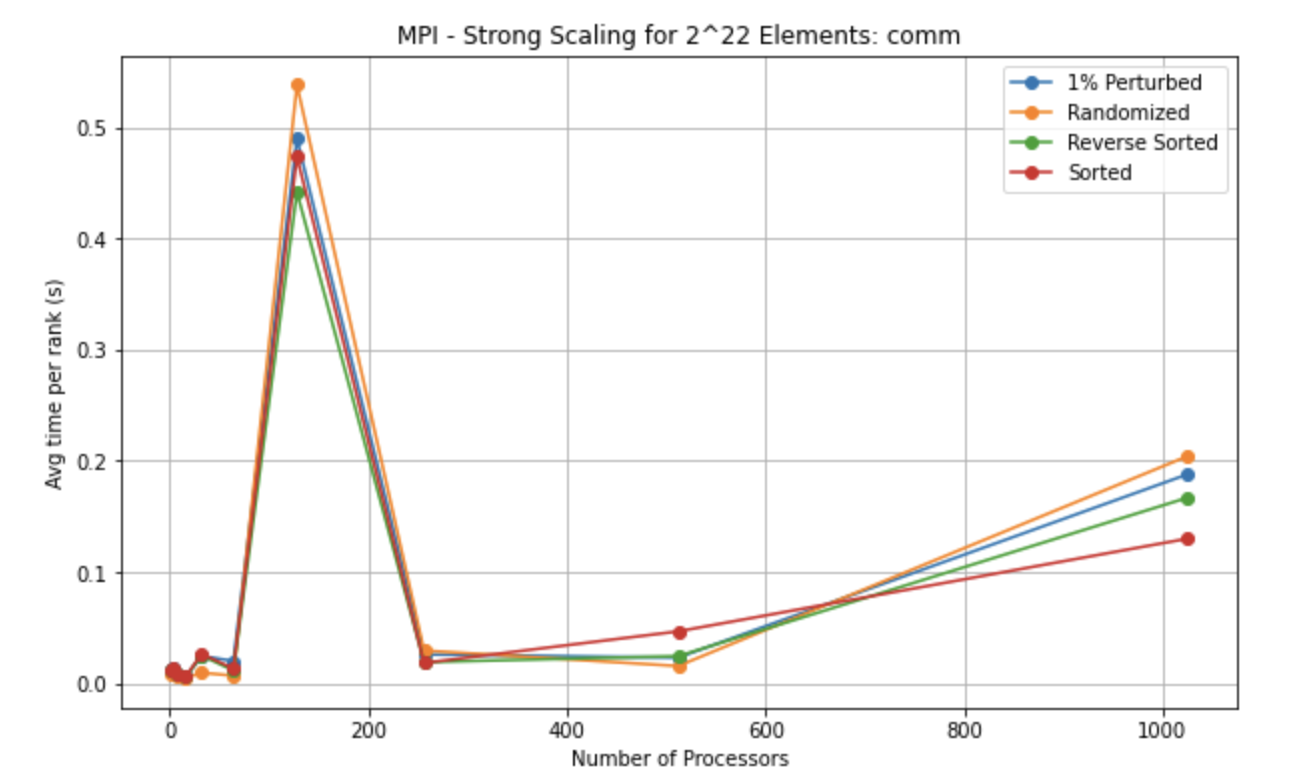 MPI - Strong Scaling for 2^22 Elements: comm
1% Perturbed
Randomized
Reverse Sorted
Sorted
Avg time per rank (s)
0.5
0.4
0.3
0.2
0.1
0.0
0 200 400 600 800 1000
Number of Processors